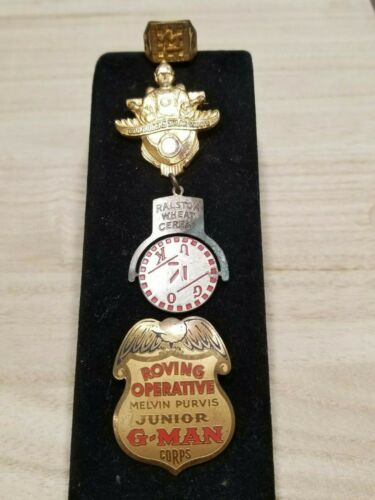 RALSTON
WHEAT
CEREAL
K
U
O
G
ROVING
OPERATIVE
MELVIN PURVIS
JUNIOR
G-MAN
CORPS